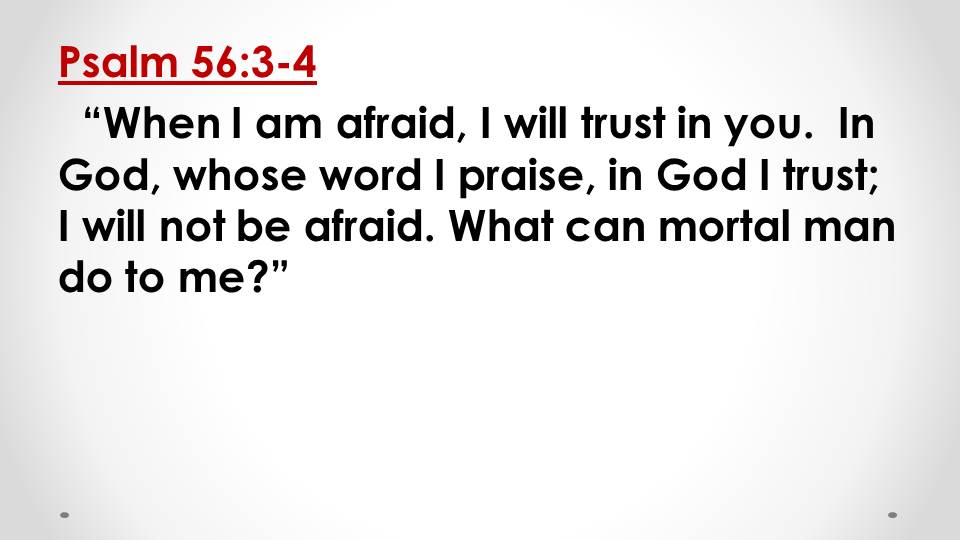 Psalm 56:3-4
“When I am afraid, I will trust in you.  In
God, whose word I praise, in God I trust;
I will not be afraid. What can mortal man
do to me?”